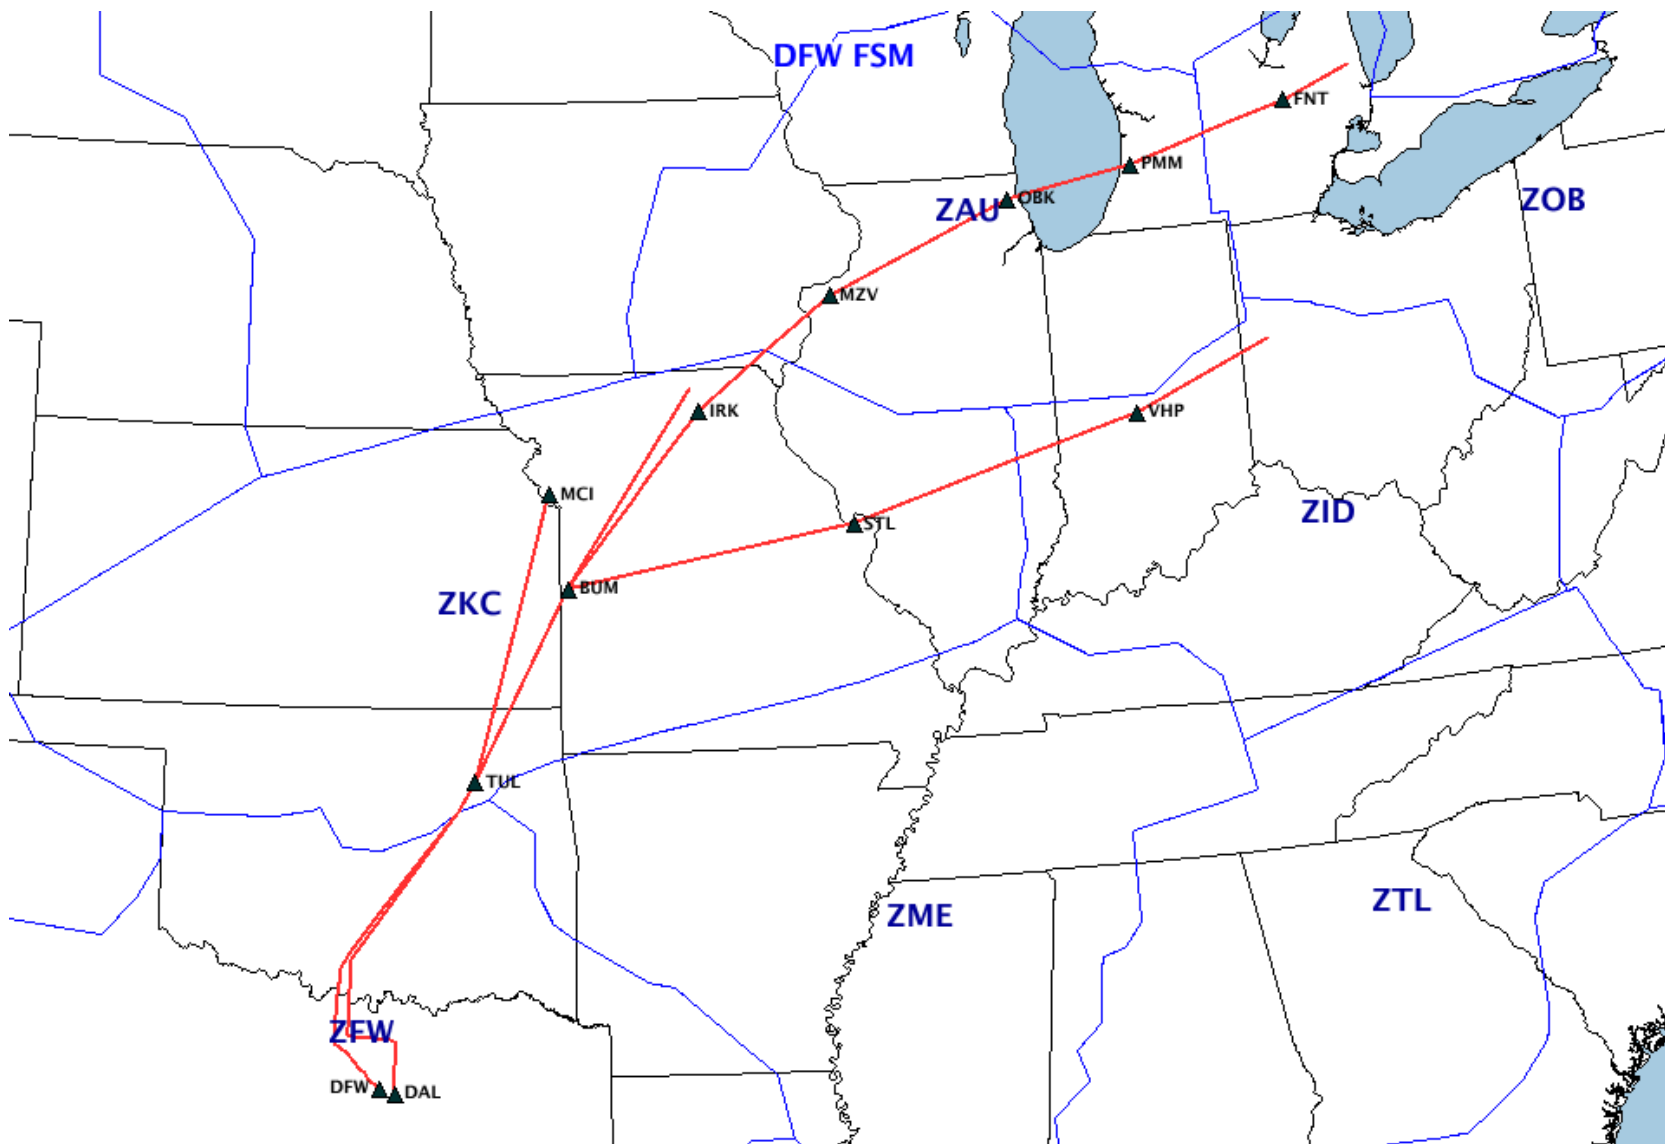 DFW FSM
FNT
PMM
OBK
ZAU
ZOB
MZV
IRK
VHP
MCI
STL
ZID
BUM
ZKC
TUL
ZME
ZTL
ZFW
DFW
DAL